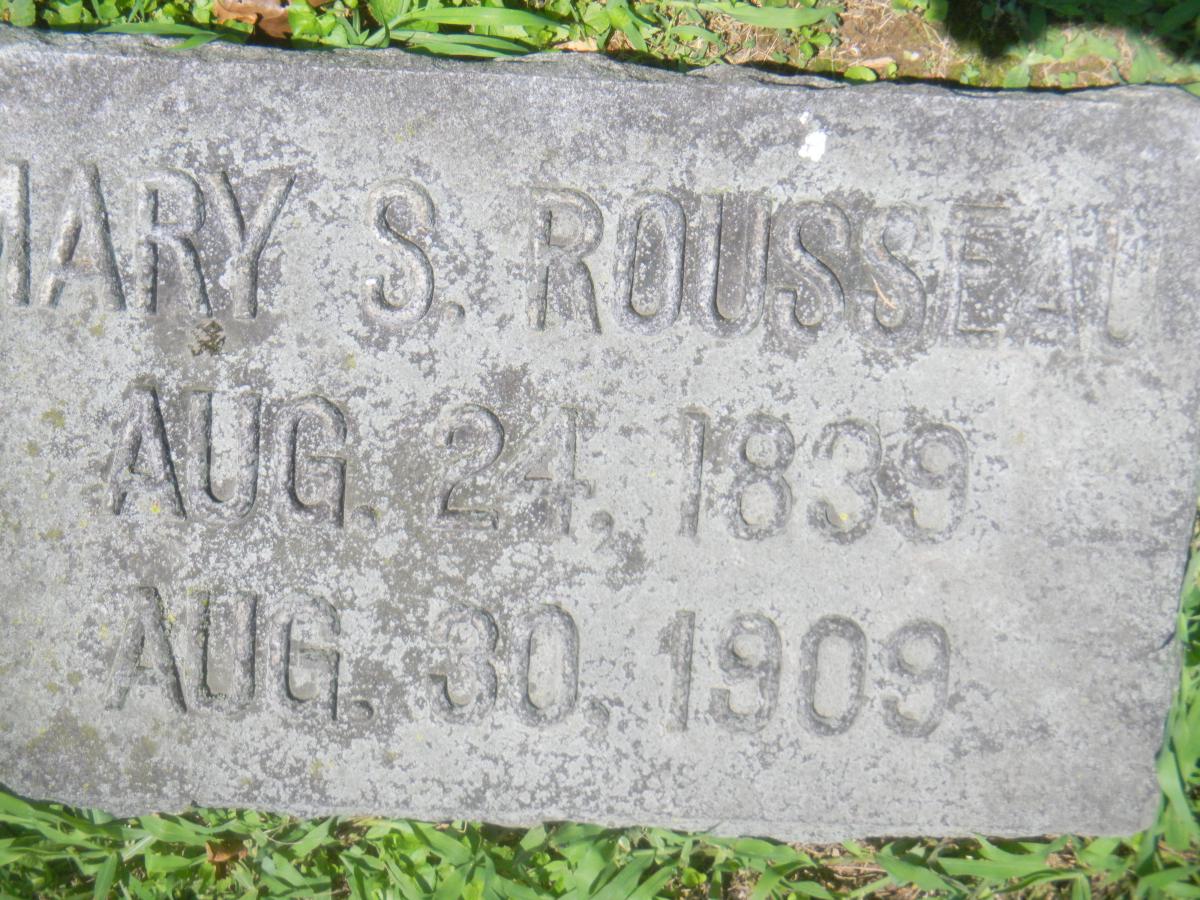 MARY S. ROUSSEAU
AUG. 24, 1839
AUG. 30, 1909